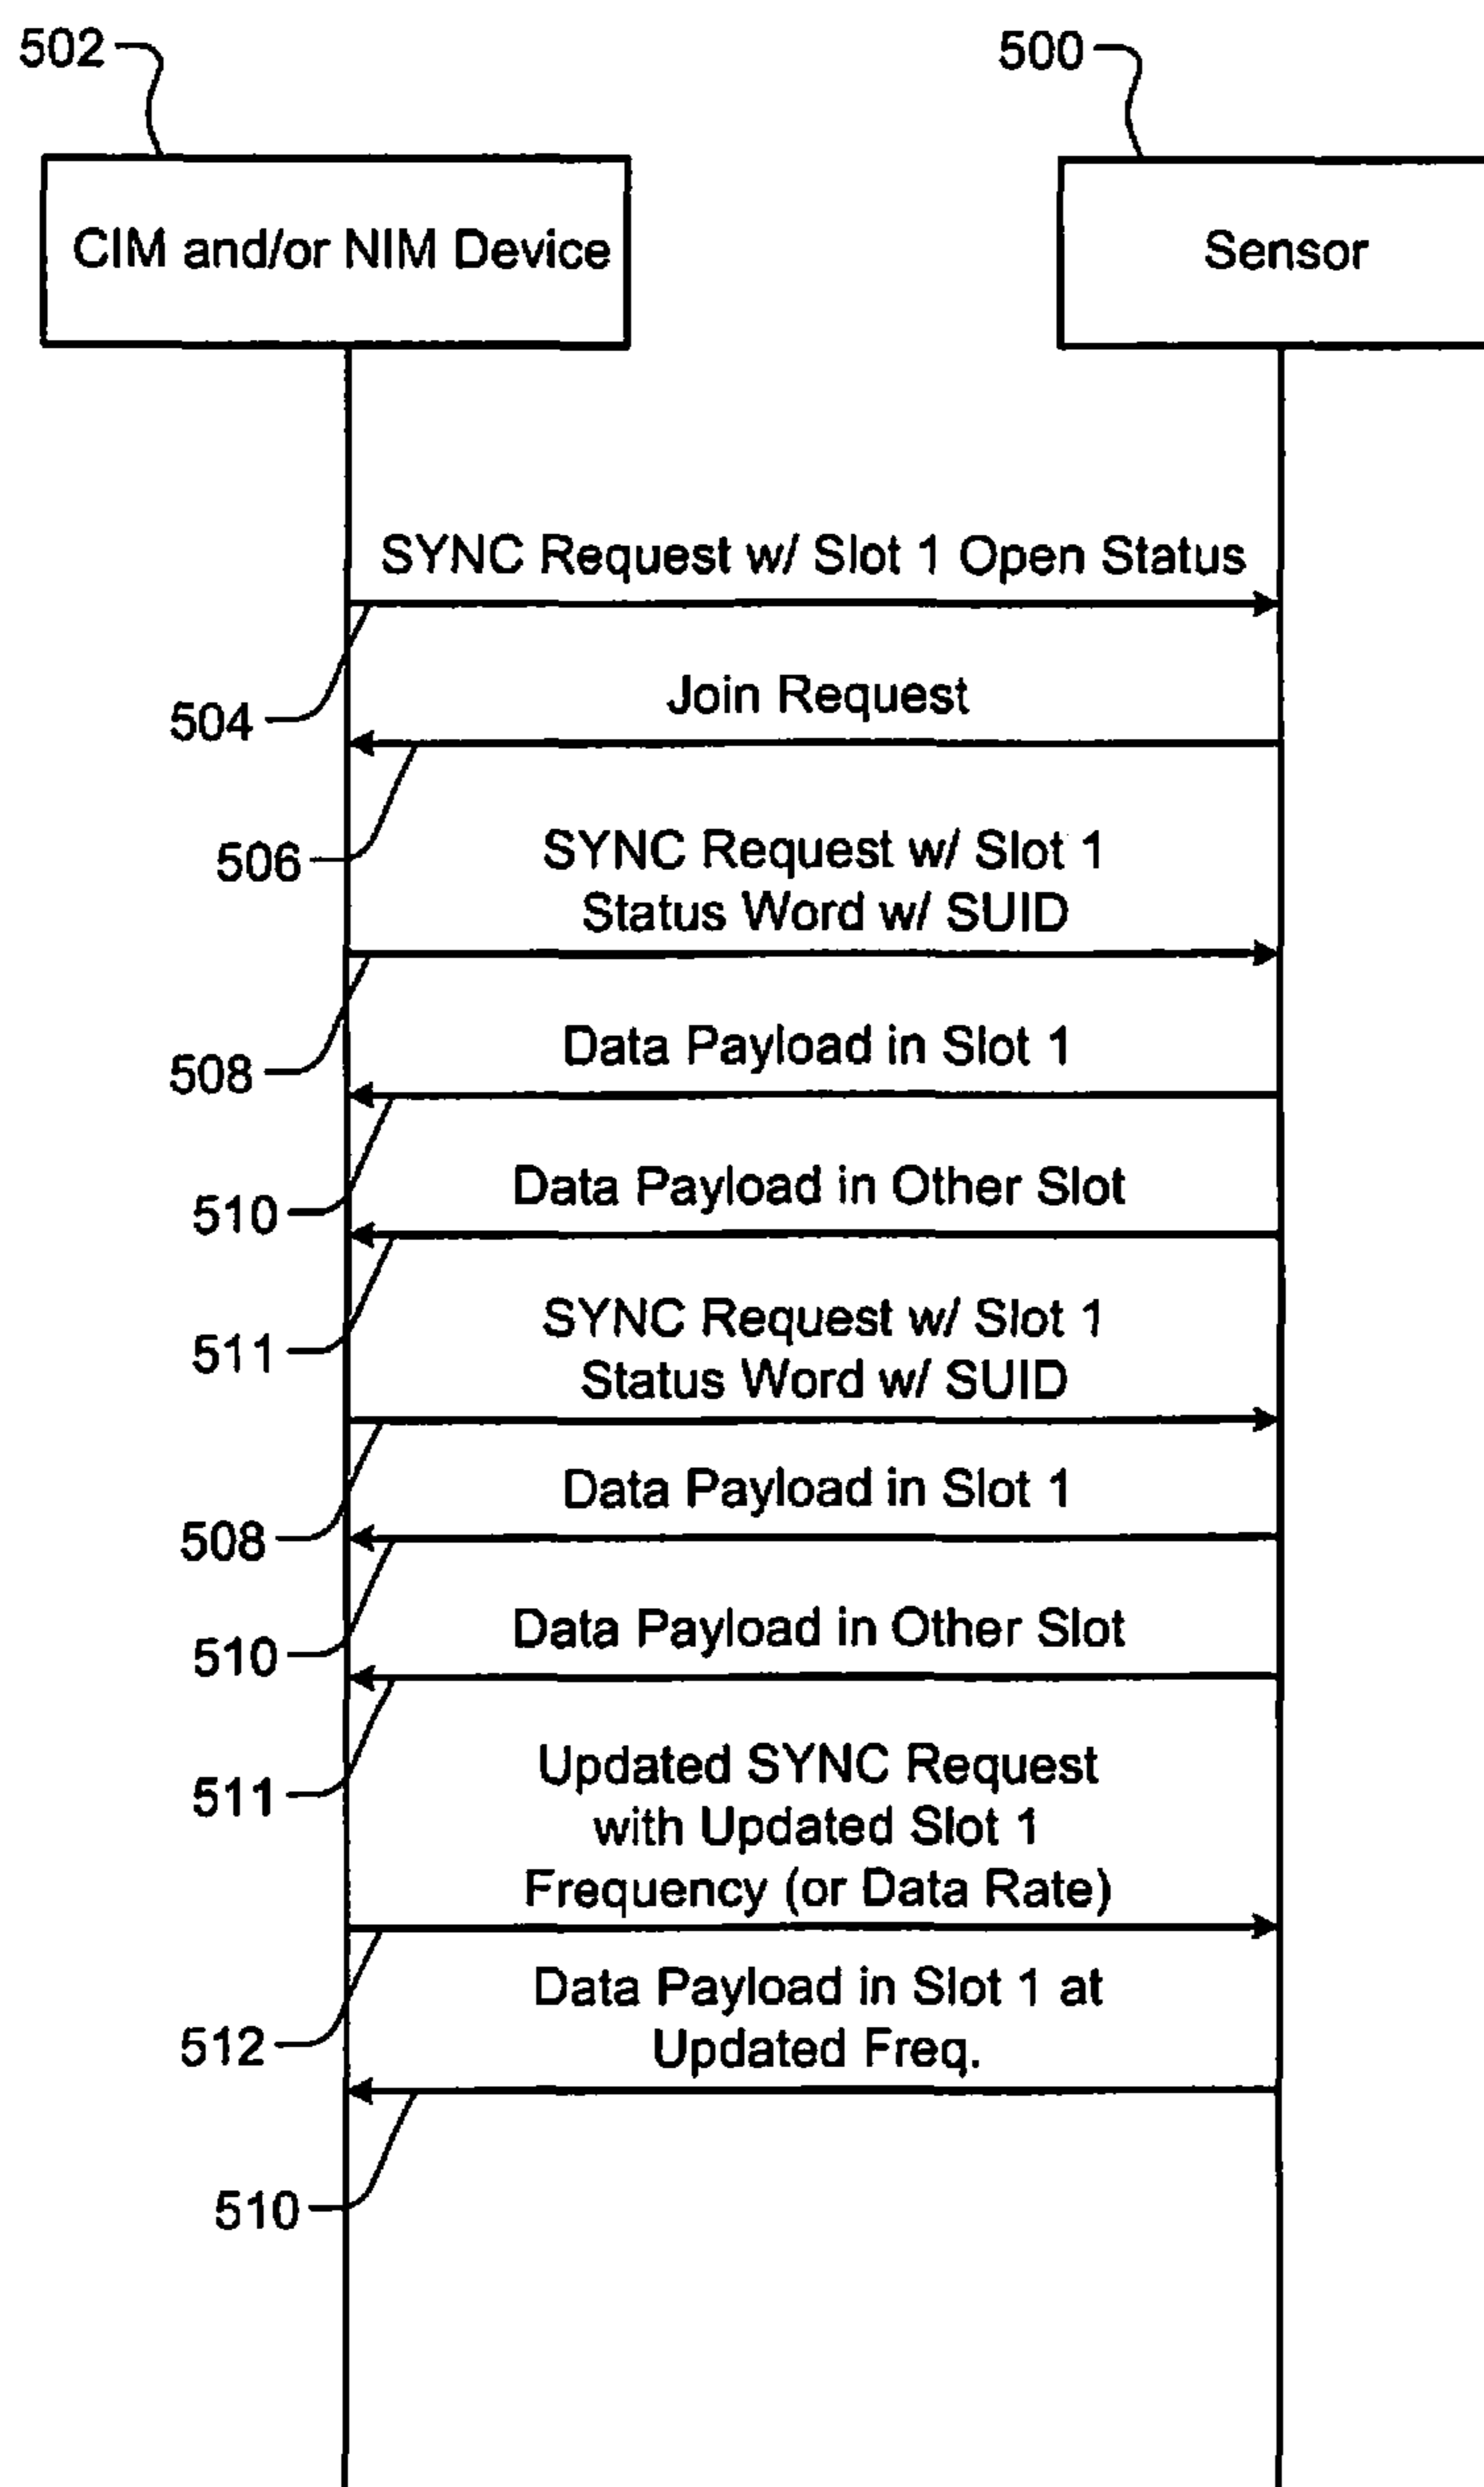 502
500
CIM and/or NIM Device
Sensor
SYNC Request w/ Slot 1 Open Status
504
Join Request
506
SYNC Request w/ Slot 1
Status Word w/ SUID
508
Data Payload in Slot 1
510
Data Payload in Other Slot
511
SYNC Request w/ Slot 1
Status Word w/ SUID
508
Data Payload in Slot 1
510
Data Payload in Other Slot
511
Updated SYNC Request
with Updated Slot 1
Frequency (or Data Rate)
512
Data Payload in Slot 1 at
Updated Freq.
510